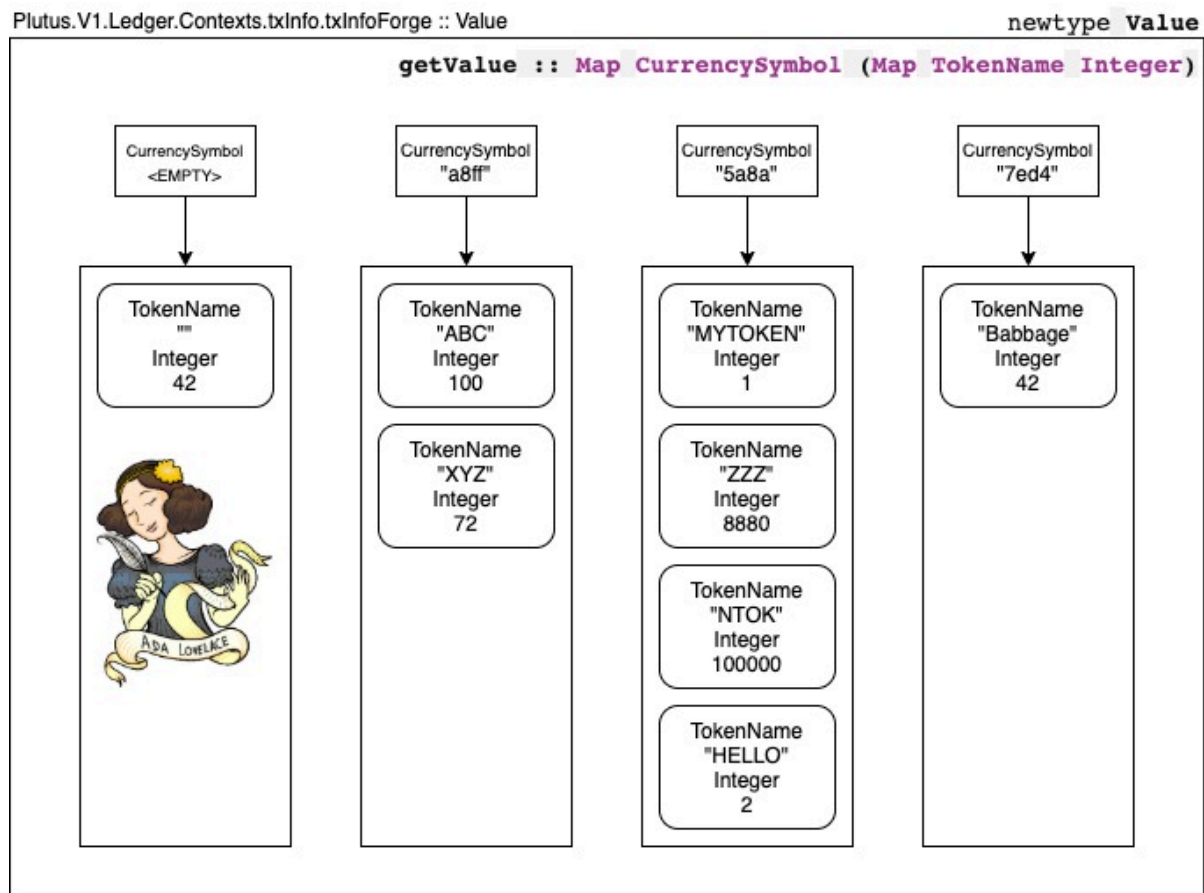 Plutus.V1.Ledger.Contexts.txInfo.txInfoForge :: Value
newtype Value
getValue :: Map CurrencySymbol (Map TokenName Integer)
CurrencySymbol
<EMPTY>
TokenName
""
Integer
42
ADA LOVELACE
CurrencySymbol
"a8ff"
TokenName
"ABC"
Integer
100
TokenName
"XYZ"
Integer
72
CurrencySymbol
"5a8a"
TokenName
"MYTOKEN"
Integer
1
TokenName
"ZZZ"
Integer
8880
TokenName
"NTOK"
Integer
100000
TokenName
"HELLO"
Integer
2
CurrencySymbol
"7ed4"
TokenName
"Babbage"
Integer
42